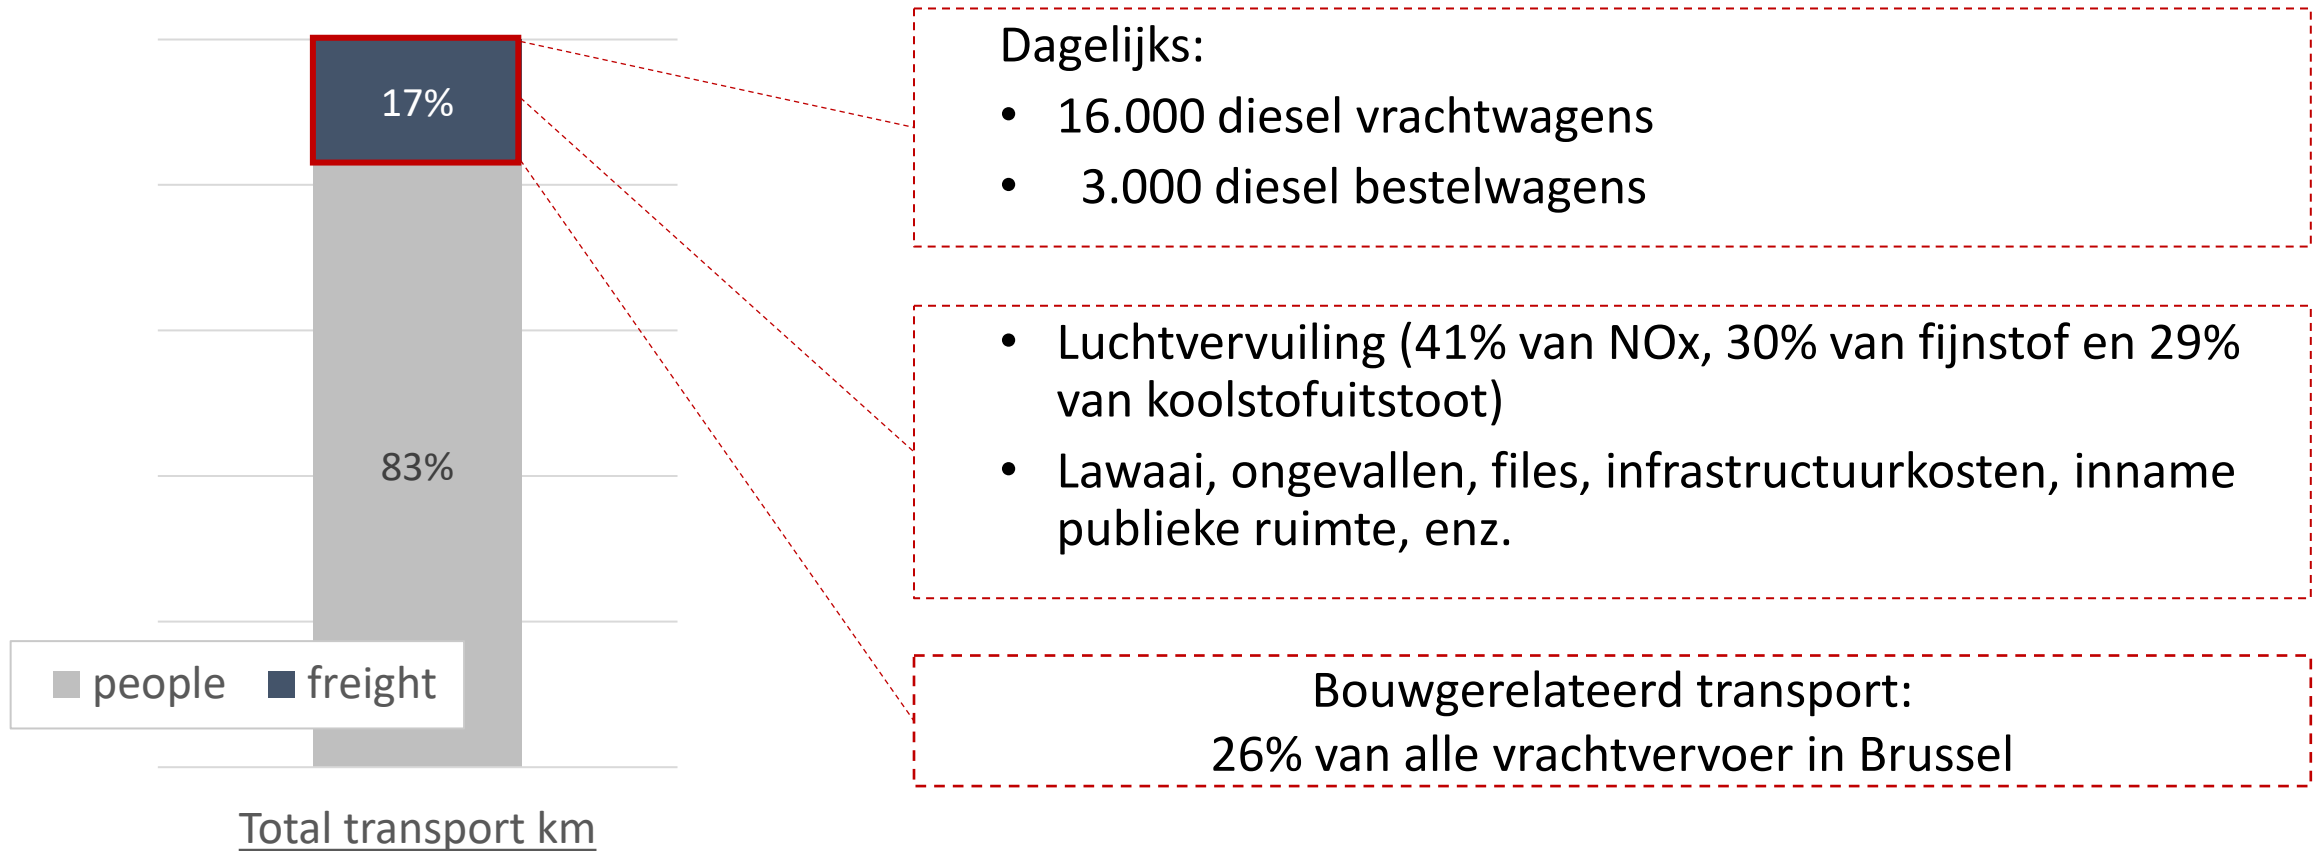 17%
83%
people
freight
Total transport km
Dagelijks:
• 16.000 diesel vrachtwagens
• 3.000 diesel bestelwagens
• Luchtvervuiling (41% van NOx, 30% van fijnstof en 29%
van koolstofuitstoot)
• Lawaai, ongevallen, files, infrastructuurkosten, inname
publieke ruimte, enz.
Bouwgerelateerd transport:
26% van alle vrachtvervoer in Brussel